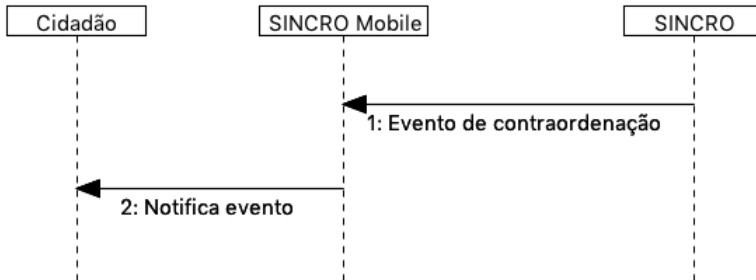 Cidadão
SINCRO Mobile
SINCRO
1: Evento de contraordenação
2: Notifica evento